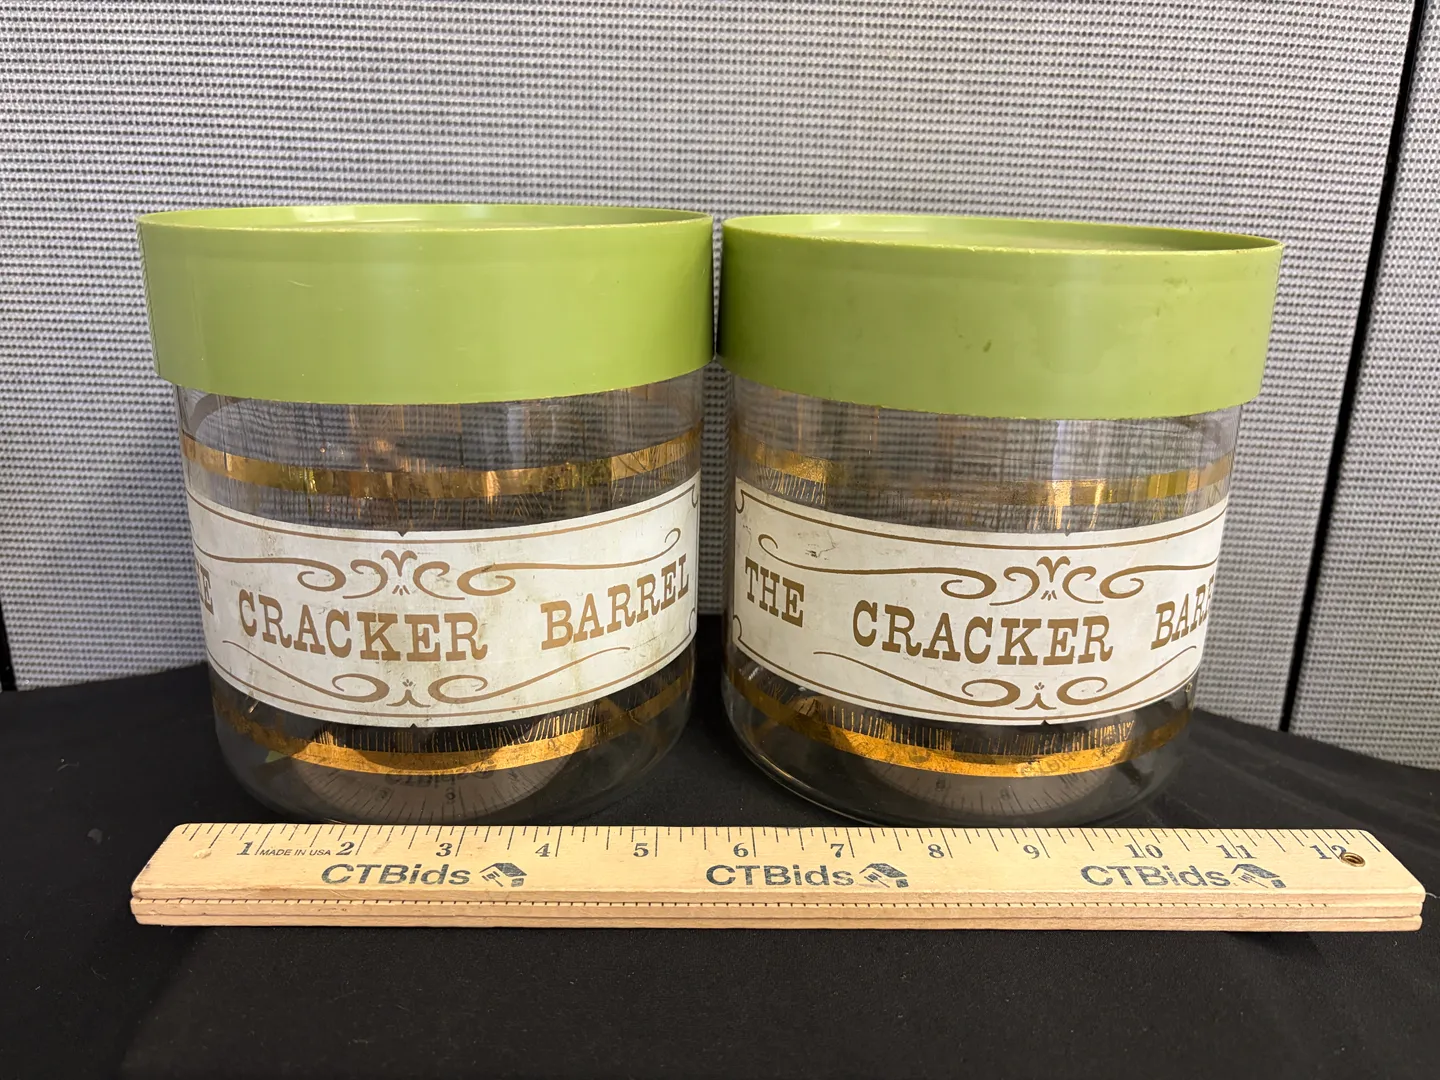 E CRACKER BARREL
THE CRACKER BAR
1 MADE IN USA 2 3 4 5 6 7 8 9 10 11 12
CTBids CTBids CTBids